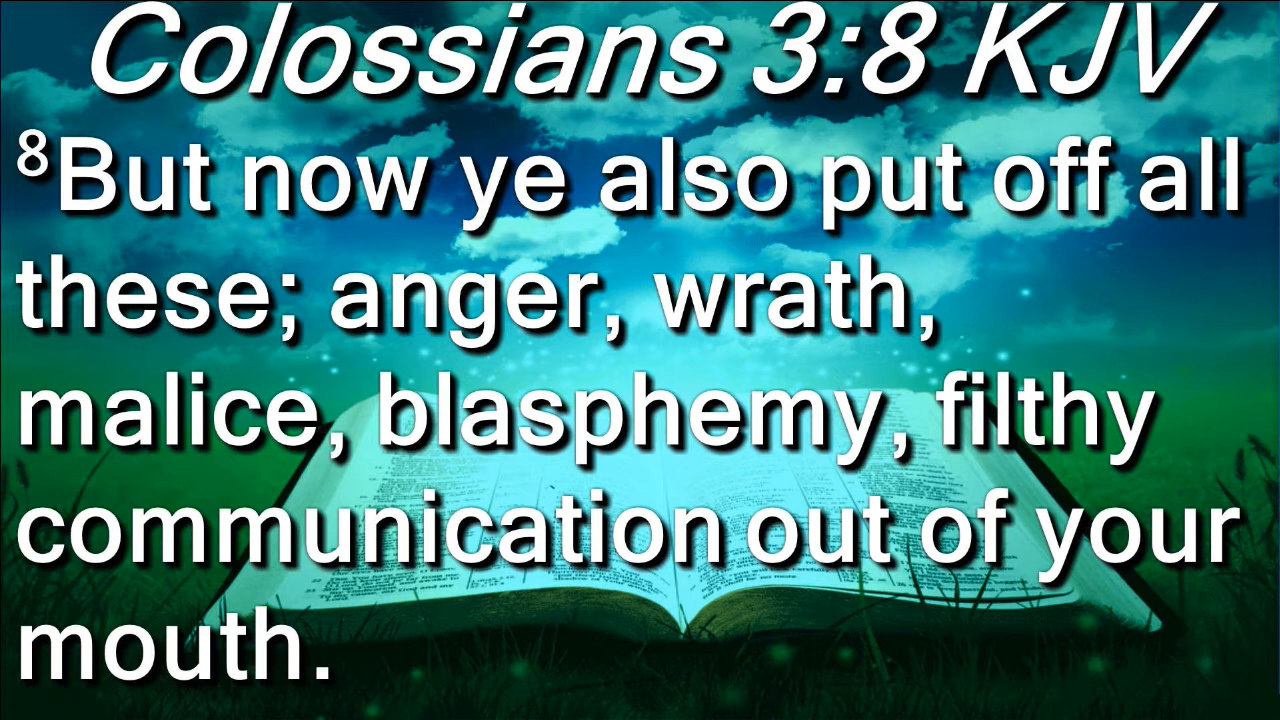 Colossians 3:8 KJV
⁸But now ye also put off all
these; anger, wrath,
malice, blasphemy, filthy
communication out of your
mouth.